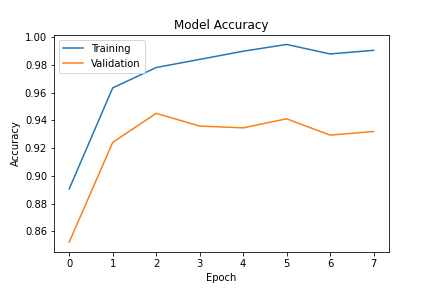 Model Accuracy
Training
Validation
Accuracy
1.00
0.98
0.96
0.94
0.92
0.90
0.88
0.86
0 1 2 3 4 5 6 7
Epoch